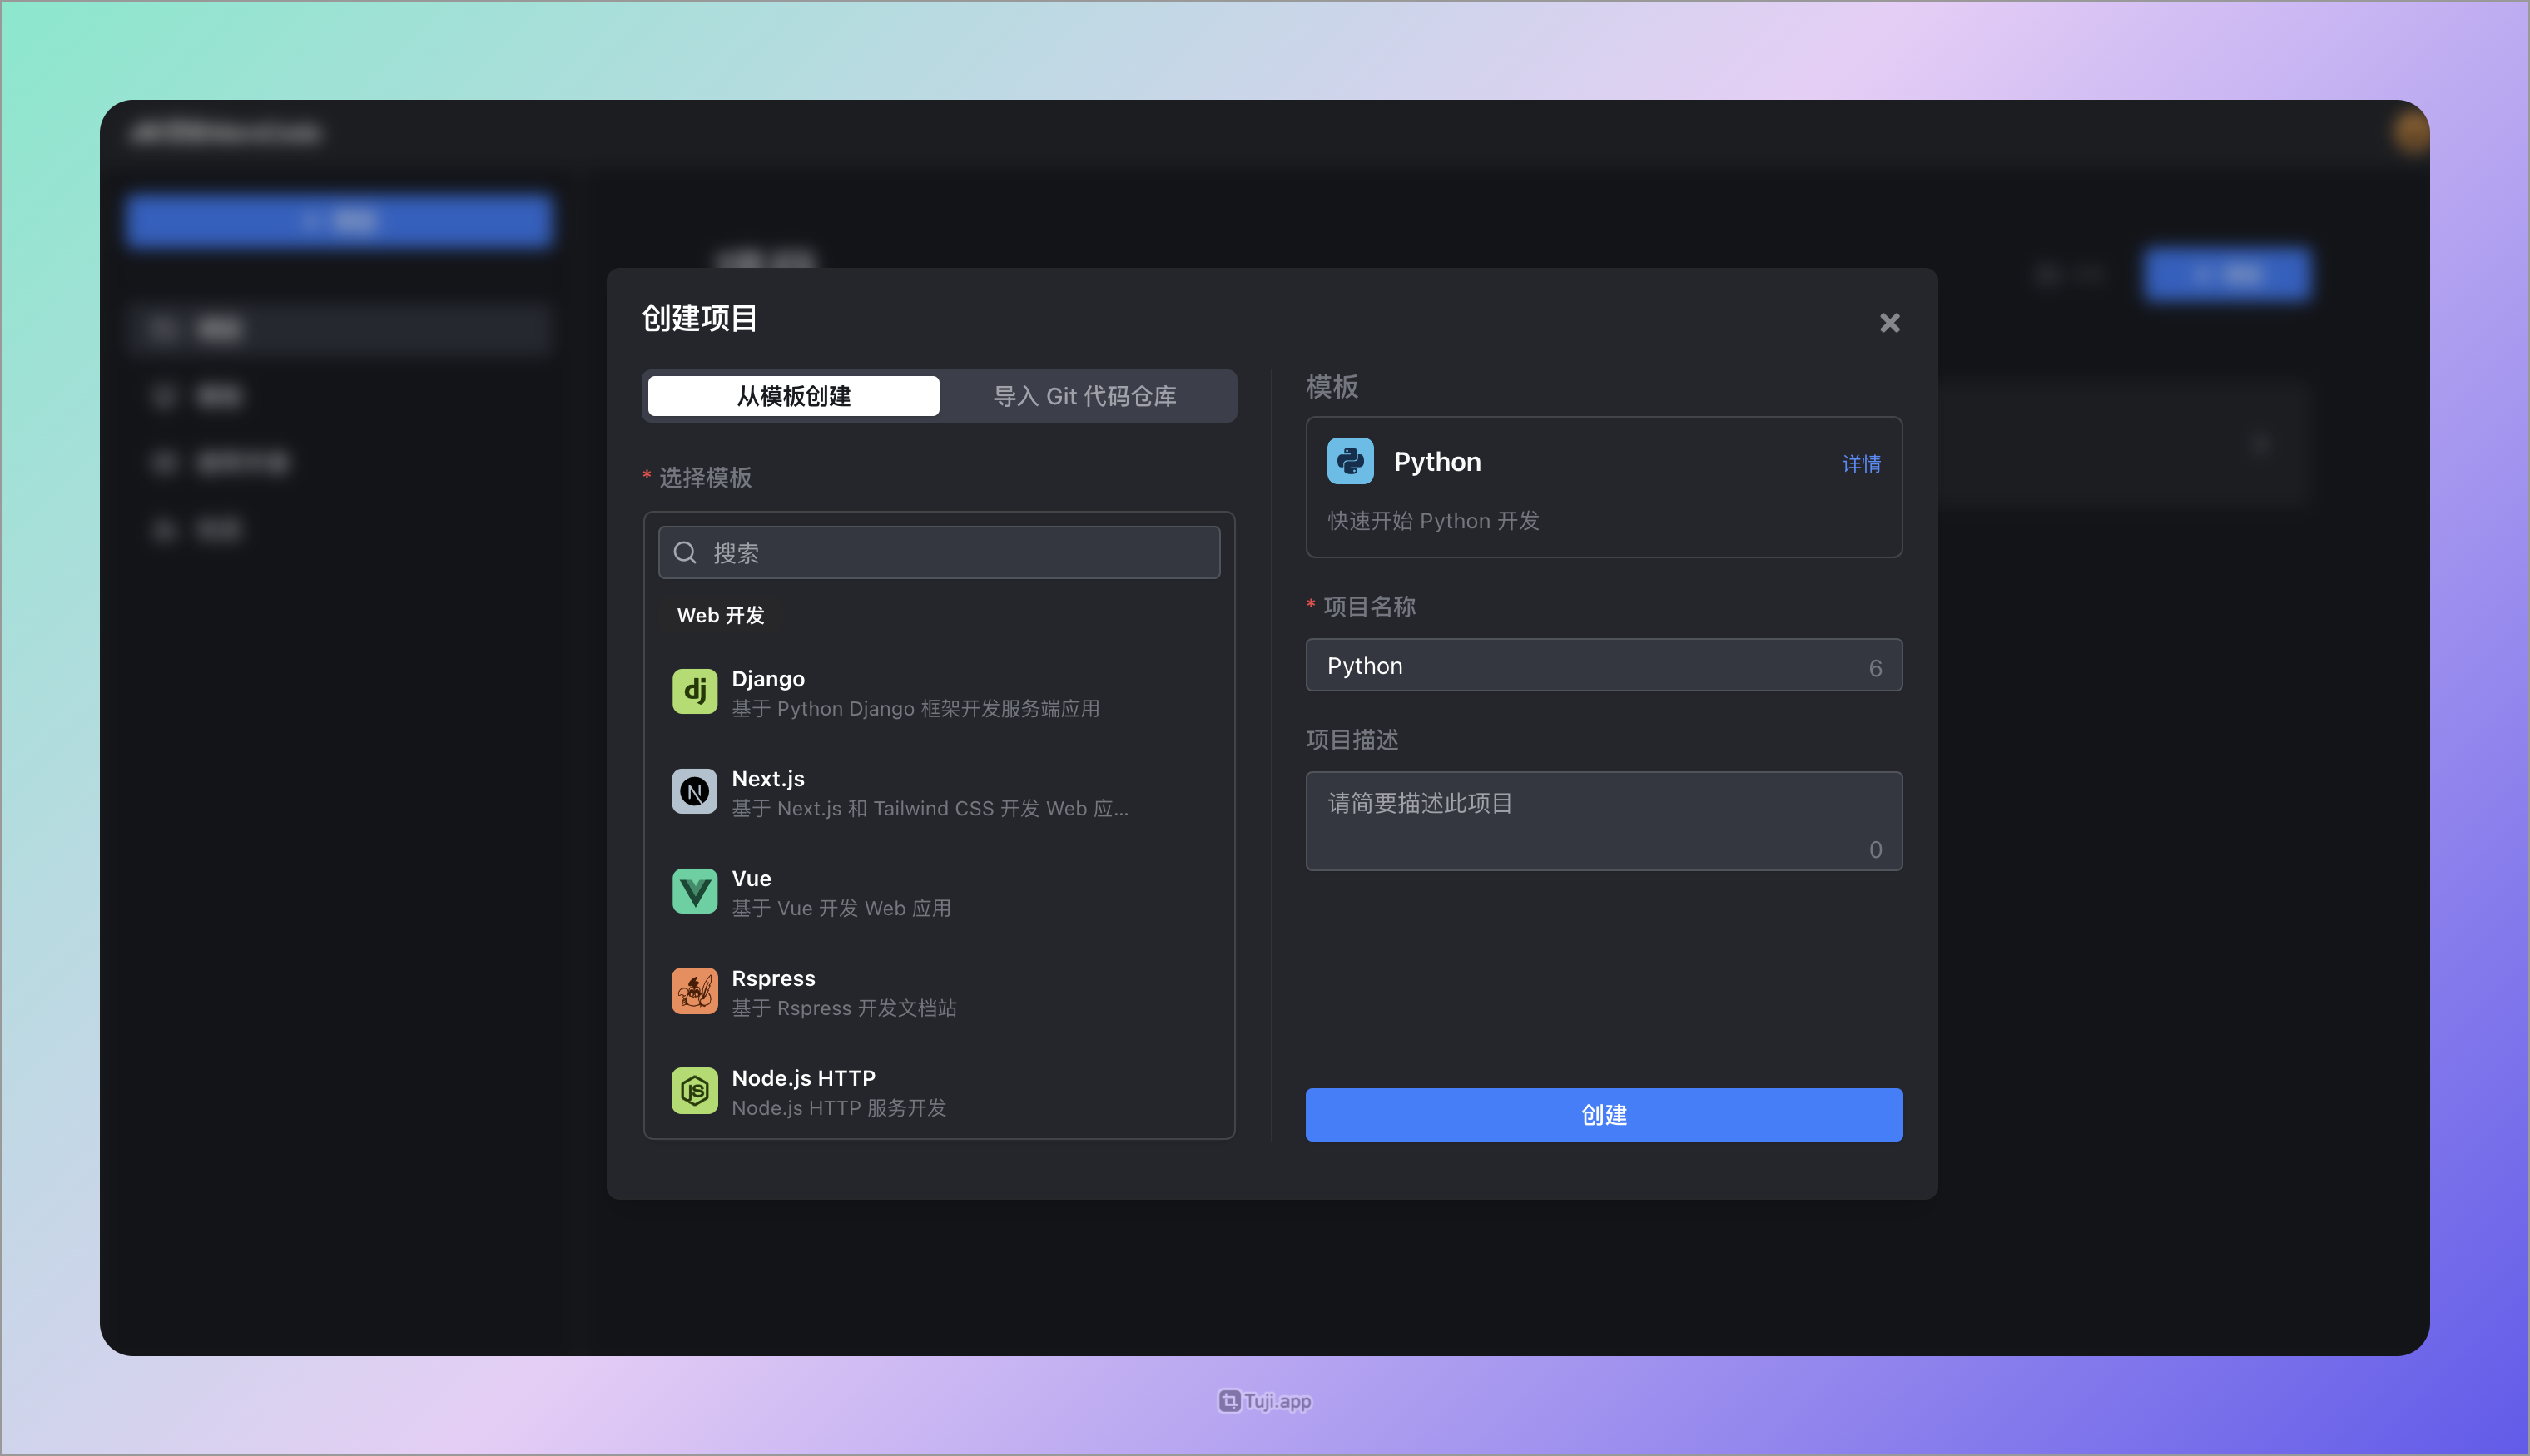 创建项目
从模板创建
导入 Git 代码仓库
* 选择模板
搜索
Web 开发
dj
Django
基于 Python Django 框架开发服务端应用
N
Next.js
基于 Next.js 和 Tailwind CSS 开发 Web 应...
Vue
基于 Vue 开发 Web 应用
Rspress
基于 Rspress 开发文档站
JS
Node.js HTTP
Node.js HTTP 服务开发
模板
Python
详情
快速开始 Python 开发
* 项目名称
Python
6
项目描述
请简要描述此项目
0
创建
Tuji.app